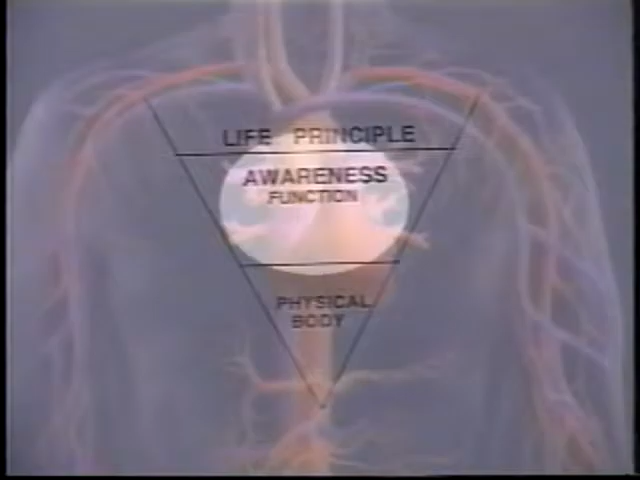 LIFE PRINCIPLE
AWARENESS
FUNCTION
PHYSICAL
BODY